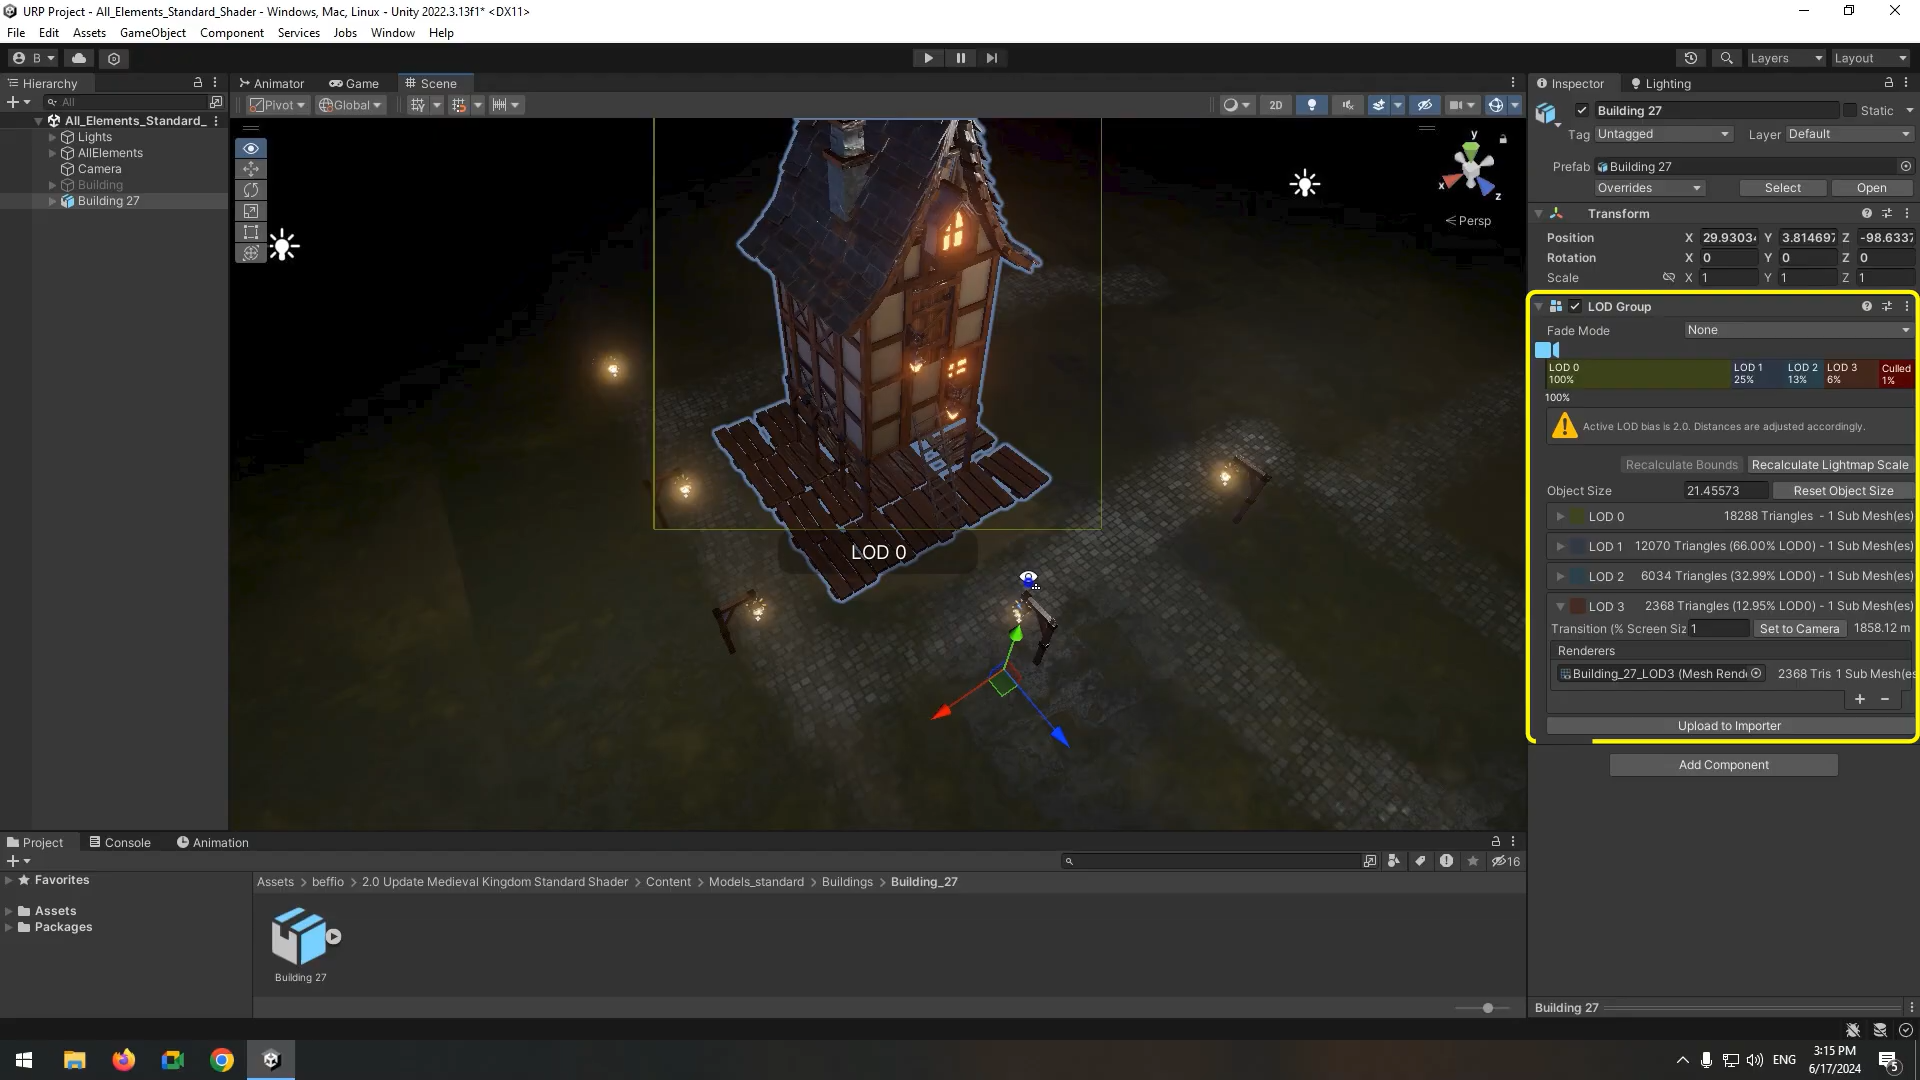 URP Project - All_Elements_Standard_Shader - Windows, Mac, Linux - Unity 2022.3.13f1* <DX11>
File Edit Assets GameObject Component Services Jobs Window Help
B
Layers Layout
Hierarchy
All
All_Elements_Standard_
Lights
AllElements
Camera
Building
Building 27
Animator Game Scene
Pivot Global
2D
LOD 0
y
x
z
< Persp
Inspector Lighting
Building 27 Static
Tag Untagged Layer Default
Prefab Building 27
Overrides Select Open
Transform
Position X 29.9303 Y 3.814697 Z -98.6337
Rotation X 0 Y 0 Z 0
Scale X 1 Y 1 Z 1
LOD Group
Fade Mode None
LOD 0 LOD 1 LOD 2 LOD 3 Culled
100% 25% 13% 6% 1%
100%
Active LOD bias is 2.0. Distances are adjusted accordingly.
Recalculate Bounds Recalculate Lightmap Scale
Object Size 21.45573 Reset Object Size
LOD 0 18288 Triangles - 1 Sub Mesh(es)
LOD 1 12070 Triangles (66.00% LOD0) - 1 Sub Mesh(es)
LOD 2 6034 Triangles (32.99% LOD0) - 1 Sub Mesh(es)
LOD 3 2368 Triangles (12.95% LOD0) - 1 Sub Mesh(es)
Transition (% Screen Siz 1 Set to Camera 1858.12 m
Renderers
Building_27_LOD3 (Mesh Rend 2368 Tris 1 Sub Mesh(es
+ -
Upload to Importer
Add Component
Building 27
Project Console Animation
16
Favorites
Assets
Packages
Assets > beffio > 2.0 Update Medieval Kingdom Standard Shader > Content > Models_standard > Buildings > Building_27
Building 27
ENG
3:15 PM
6/17/2024
5